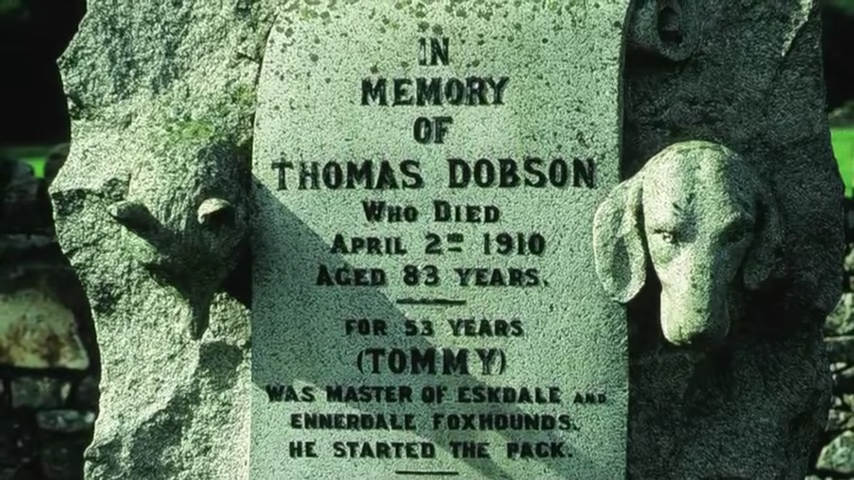 IN
MEMORY
OF
THOMAS DOBSON
WHO DIED
APRIL 2ND 1910
AGED 83 YEARS.
FOR 53 YEARS
(TOMMY)
WAS MASTER OF ESKDALE AND
ENNERDALE FOXHOUNDS.
HE STARTED THE PACK.